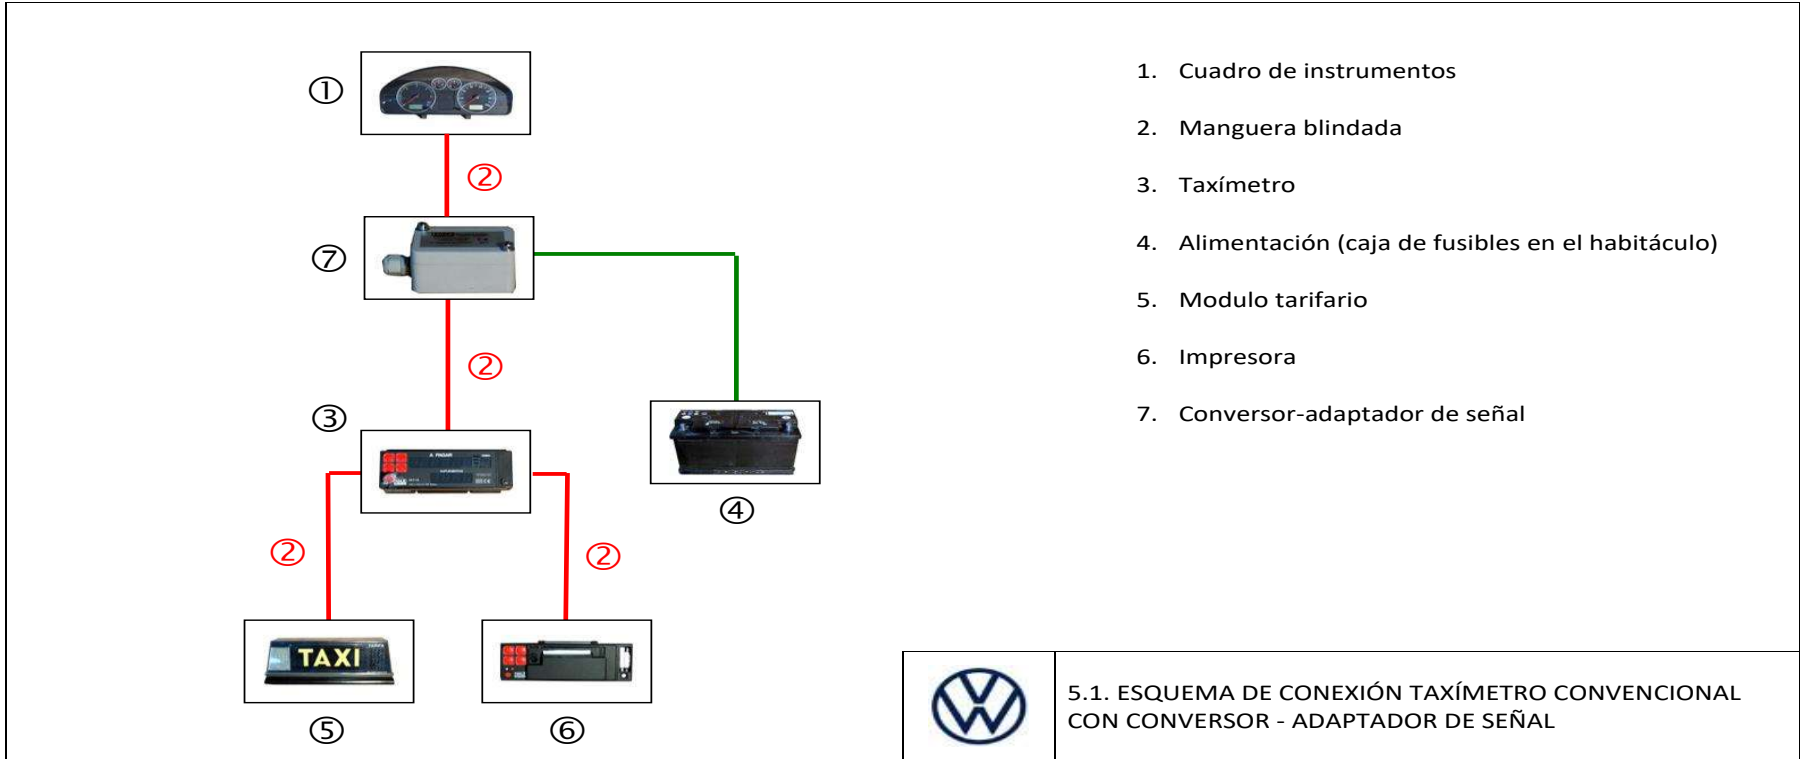 ①
②
⑦
②
③
④
②
②
⑤
⑥
TAXI
A PAGAR
1. Cuadro de instrumentos
2. Manguera blindada
3. Taxímetro
4. Alimentación (caja de fusibles en el habitáculo)
5. Modulo tarifario
6. Impresora
7. Conversor-adaptador de señal
5.1. ESQUEMA DE CONEXIÓN TAXÍMETRO CONVENCIONAL
CON CONVERSOR - ADAPTADOR DE SEÑAL